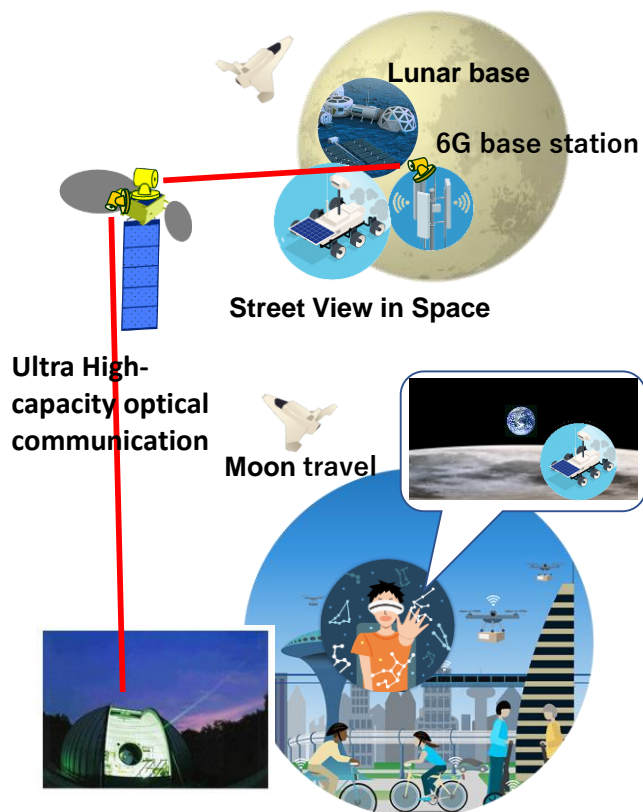 Lunar base
6G base station
Street View in Space
Ultra High-
capacity optical
communication
Moon travel